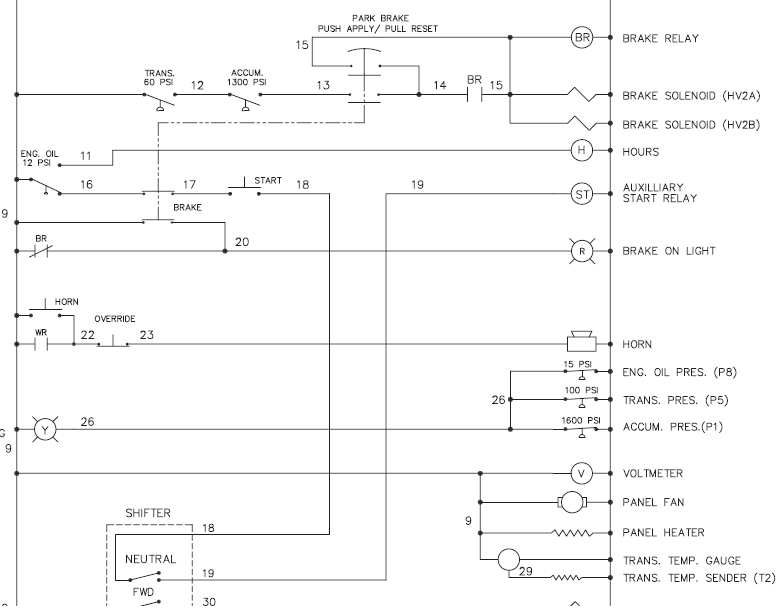 PARK BRAKE
PUSH APPLY/ PULL RESET
15
BR
BRAKE RELAY
TRANS.
60 PSI
12
ACCUM.
1300 PSI
13
14
BR
15
BRAKE SOLENOID (HV2A)
BRAKE SOLENOID (HV2B)
ENG. OIL
12 PSI
11
H
HOURS
16
17
START
18
19
ST
AUXILLIARY
START RELAY
9
BRAKE
BR
20
R
BRAKE ON LIGHT
HORN
OVERRIDE
WR
22
23
HORN
15 PSI
ENG. OIL PRES. (P8)
26
100 PSI
TRANS. PRES. (P5)
G
Y
26
1600 PSI
ACCUM. PRES.(P1)
9
V
VOLTMETER
PANEL FAN
SHIFTER
18
9
PANEL HEATER
NEUTRAL
TRANS. TEMP. GAUGE
19
29
TRANS. TEMP. SENDER (T2)
FWD
30